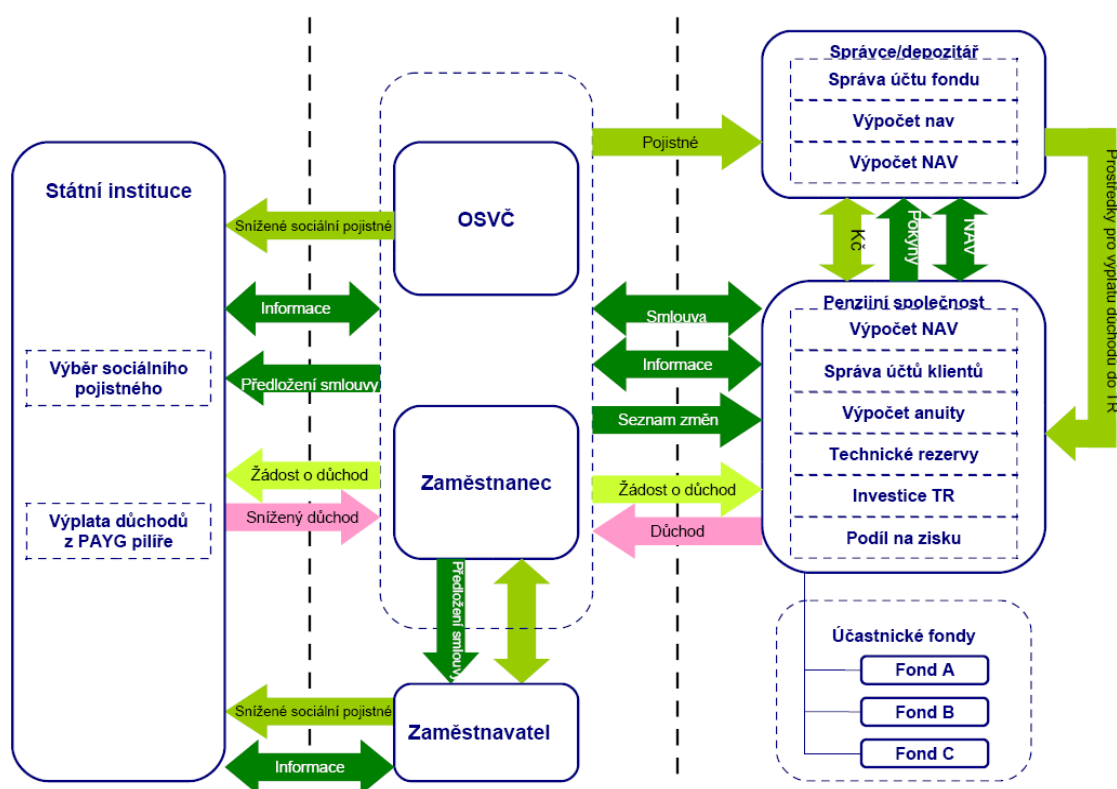 Státní instituce
Výběr sociálního
pojistného
Výplata důchodů
z PAYG pilíře
Snížené sociální pojistné
Informace
Předložení smlouvy
Žádost o důchod
Snížený důchod
Snížené sociální pojistné
Informace
OSVČ
Zaměstnanec
Předložení smlouvy
Zaměstnavatel
Pojistné
Smlouva
Informace
Seznam změn
Žádost o důchod
Důchod
Správce/depozitář
Správa účtu fondu
Výpočet nav
Výpočet NAV
Kč
Pokyny
NAV
Prostředky pro výplatu důchodu do TR
Penzijní společnost
Výpočet NAV
Správa účtů klientů
Výpočet anuity
Technické rezervy
Investice TR
Podíl na zisku
Účastnické fondy
Fond A
Fond B
Fond C